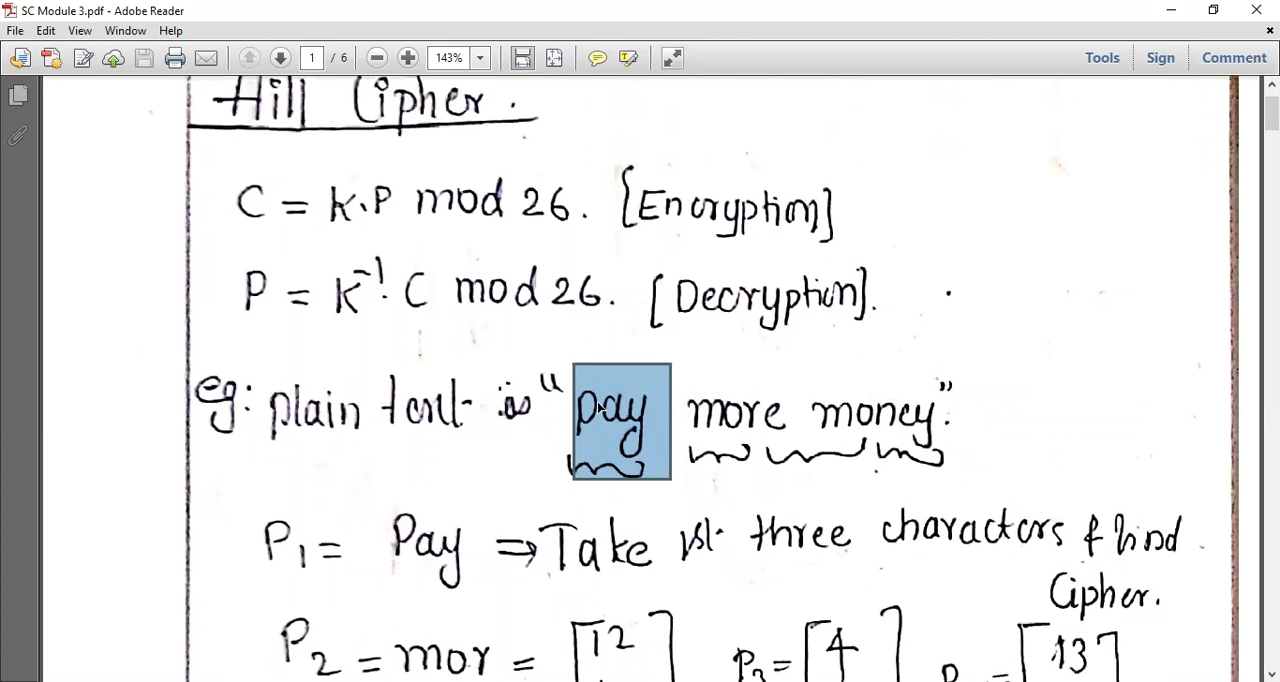 SC Module 3.pdf - Adobe Reader
File Edit View Window Help
1 / 6 143% Tools Sign Comment
Hill Cipher.
C = K.P mod 26. [Encryption]
P = K⁻¹. C mod 26. [Decryption].
eg: plain text is "pay more money".
P₁ = Pay ⇒ Take 1st three characters & find
Cipher.
P₂ = mor = [12 P₃ = [4 13]